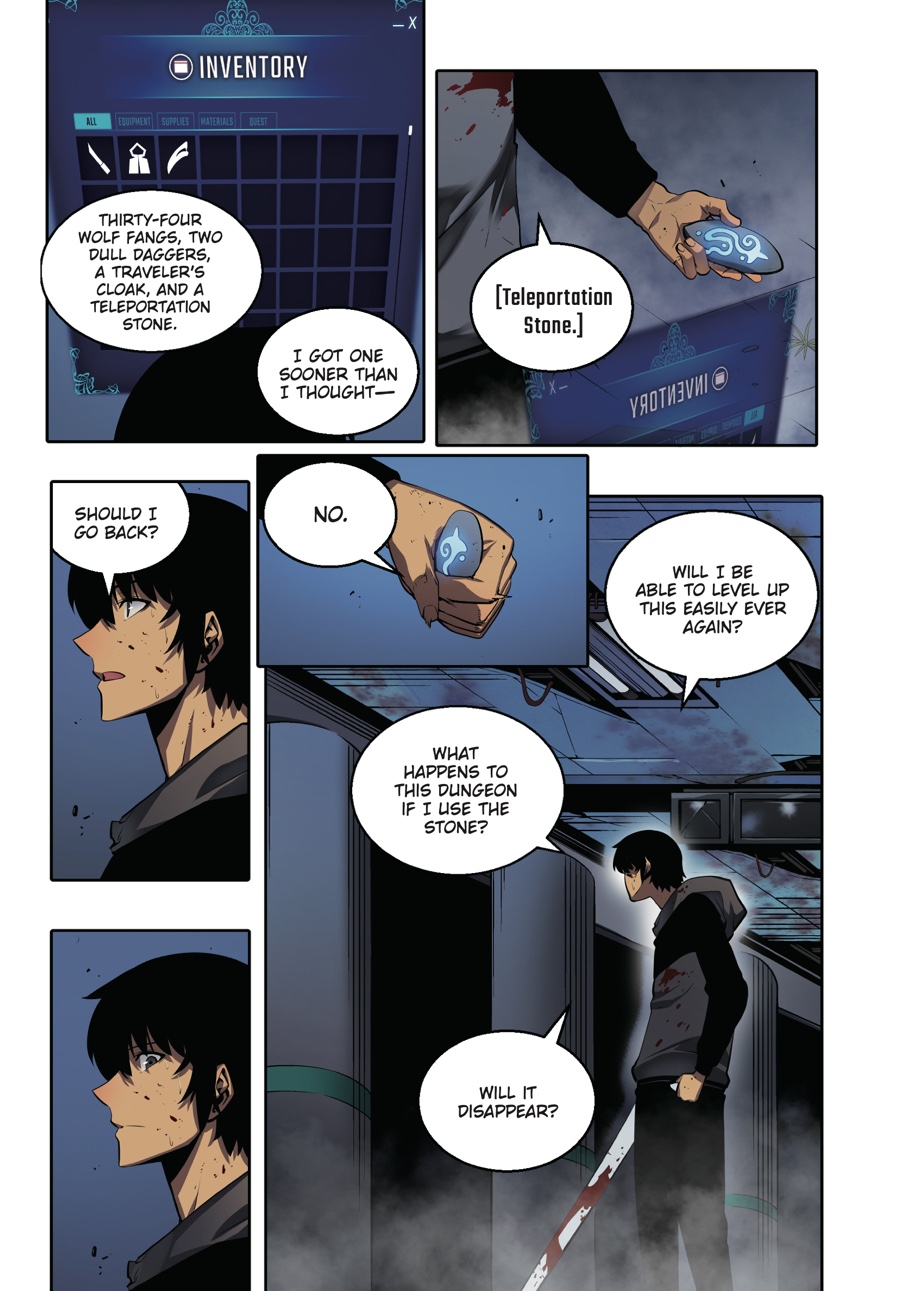 — X
INVENTORY
ALL EQUIPMENT SUPPLIES MATERIALS QUEST
THIRTY-FOUR
WOLF FANGS, TWO
DULL DAGGERS,
A TRAVELER'S
CLOAK, AND A
TELEPORTATION
STONE.
I GOT ONE
SOONER THAN
I THOUGHT—
[Teleportation
Stone.]
X —
INVENTORY
SHOULD I
GO BACK?
NO.
WILL I BE
ABLE TO LEVEL UP
THIS EASILY EVER
AGAIN?
WHAT
HAPPENS TO
THIS DUNGEON
IF I USE THE
STONE?
WILL IT
DISAPPEAR?